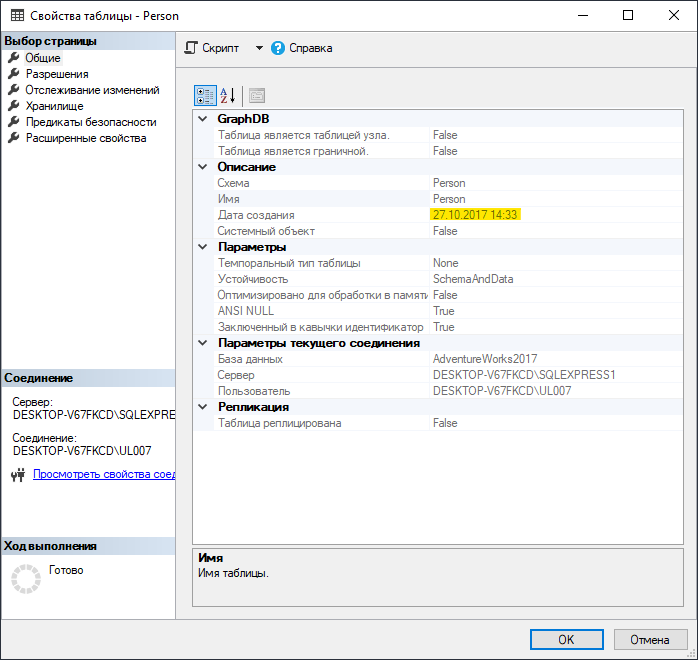 Свойства таблицы - Person
Выбор страницы
Общие
Разрешения
Отслеживание изменений
Хранилище
Предикаты безопасности
Расширенные свойства
Соединение
Сервер:
DESKTOP-V67FKCD\SQLEXPRE
Соединение:
DESKTOP-V67FKCD\UL007
Просмотреть свойства соед
Ход выполнения
Готово
Скрипт Справка
GraphDB
Таблица является таблицей узла. False
Таблица является граничной. False
Описание
Схема Person
Имя Person
Дата создания 27.10.2017 14:33
Системный объект False
Параметры
Темпоральный тип таблицы None
Устойчивость SchemaAndData
Оптимизировано для обработки в памяти False
ANSI NULL True
Заключенный в кавычки идентификатор True
Параметры текущего соединения
База данных AdventureWorks2017
Сервер DESKTOP-V67FKCD\SQLEXPRESS1
Пользователь DESKTOP-V67FKCD\UL007
Репликация
Таблица реплицирована False
Имя
Имя таблицы.
OK Отмена